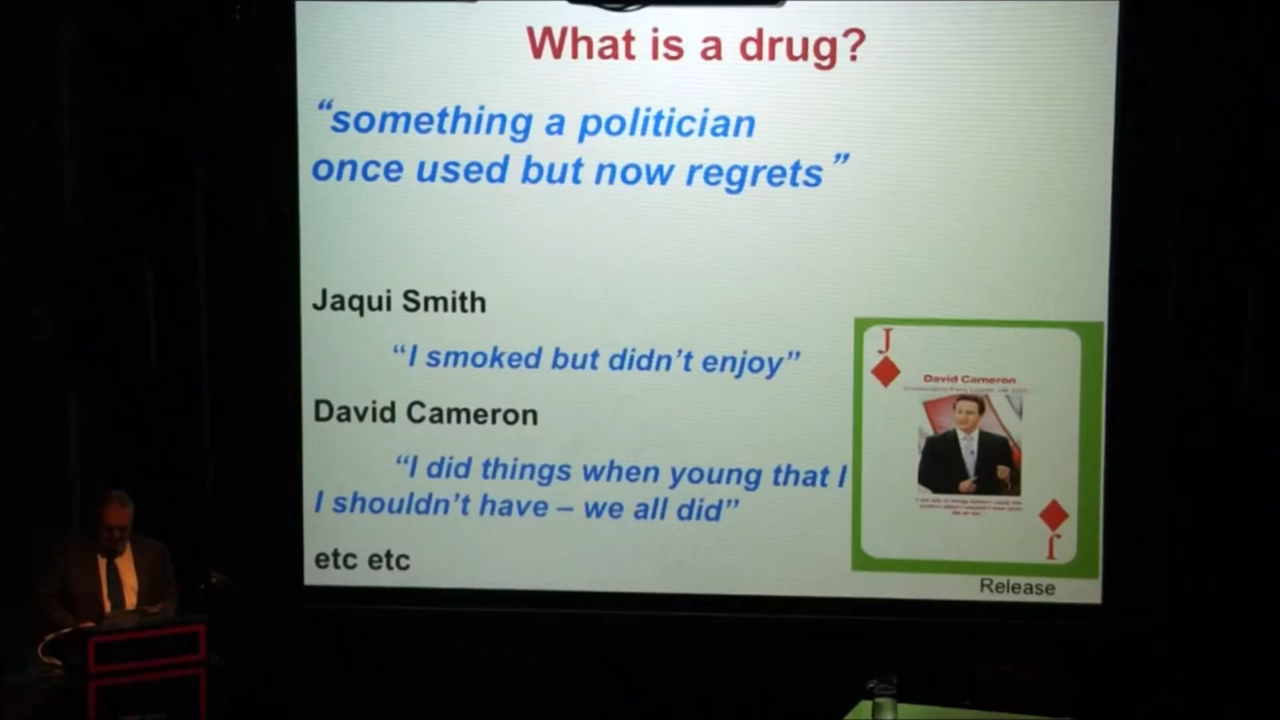 What is a drug?
“something a politician
once used but now regrets”
Jaqui Smith
“I smoked but didn’t enjoy”
David Cameron
“I did things when young that I
I shouldn’t have – we all did”
etc etc
J
David Cameron
J
Release